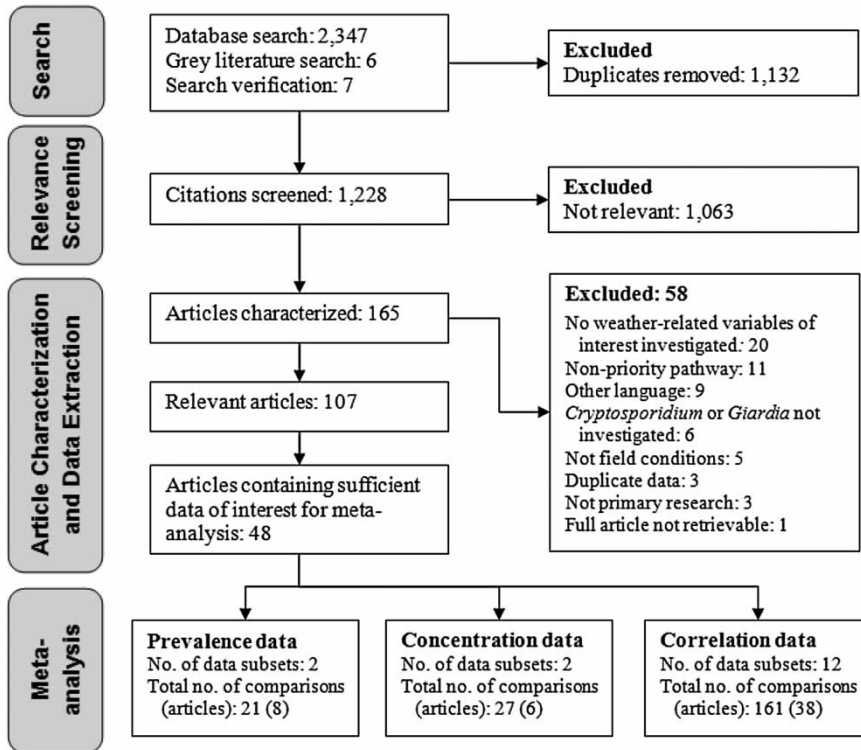 Search
Database search: 2,347
Grey literature search: 6
Search verification: 7
Excluded
Duplicates removed: 1,132
Relevance
Screening
Citations screened: 1,228
Excluded
Not relevant: 1,063
Article Characterization
and Data Extraction
Articles characterized: 165
Relevant articles: 107
Articles containing sufficient
data of interest for meta-
analysis: 48
Excluded: 58
No weather-related variables of
interest investigated: 20
Non-priority pathway: 11
Other language: 9
Cryptosporidium or Giardia not
investigated: 6
Not field conditions: 5
Duplicate data: 3
Not primary research: 3
Full article not retrievable: 1
Meta-
analysis
Prevalence data
No. of data subsets: 2
Total no. of comparisons
(articles): 21 (8)
Concentration data
No. of data subsets: 2
Total no. of comparisons
(articles): 27 (6)
Correlation data
No. of data subsets: 12
Total no. of comparisons
(articles): 161 (38)